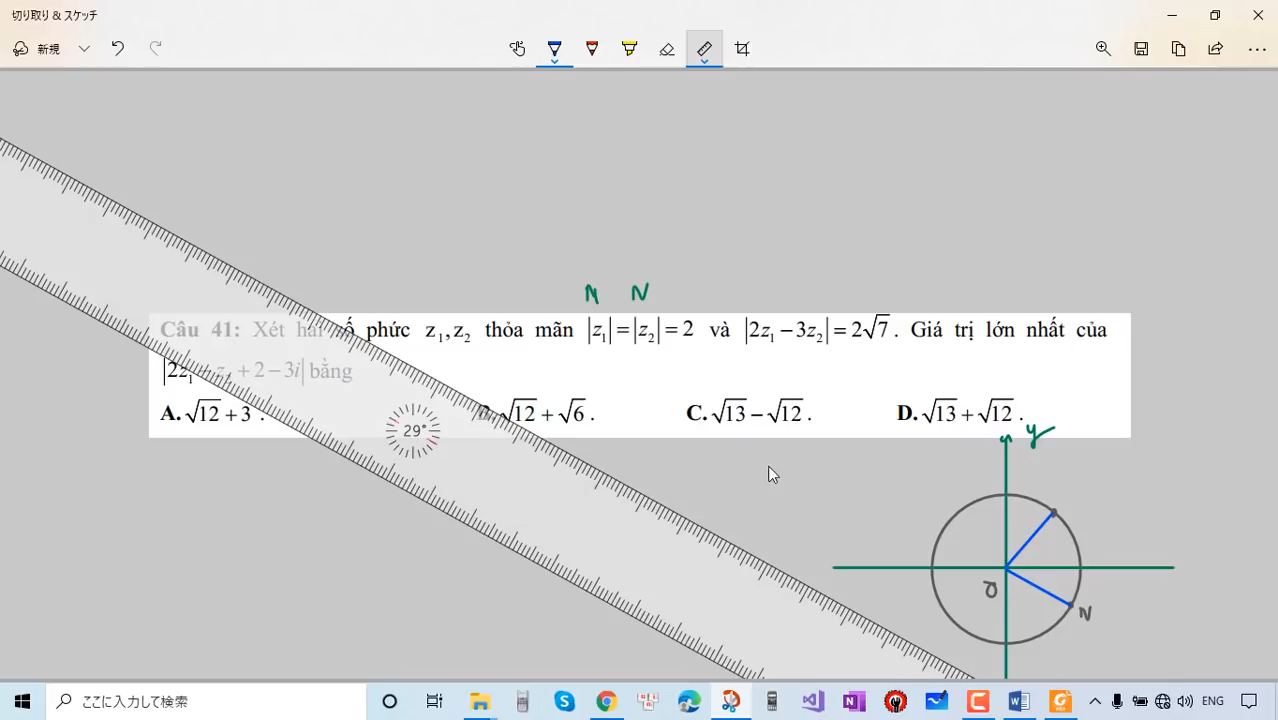 切り取り & スケッチ
新規
M N
Câu 41: Xét hai số phức z₁, z₂ thỏa mãn |z₁| = |z₂| = 2 và |2z₁ − 3z₂| = 2√7. Giá trị lớn nhất của
|2z₁ − z₂ + 2 − 3i| bằng
A. √12 + 3. B. √12 + √6. C. √13 − √12. D. √13 + √12.
29°
y
O
N
ここに入力して検索
ENG